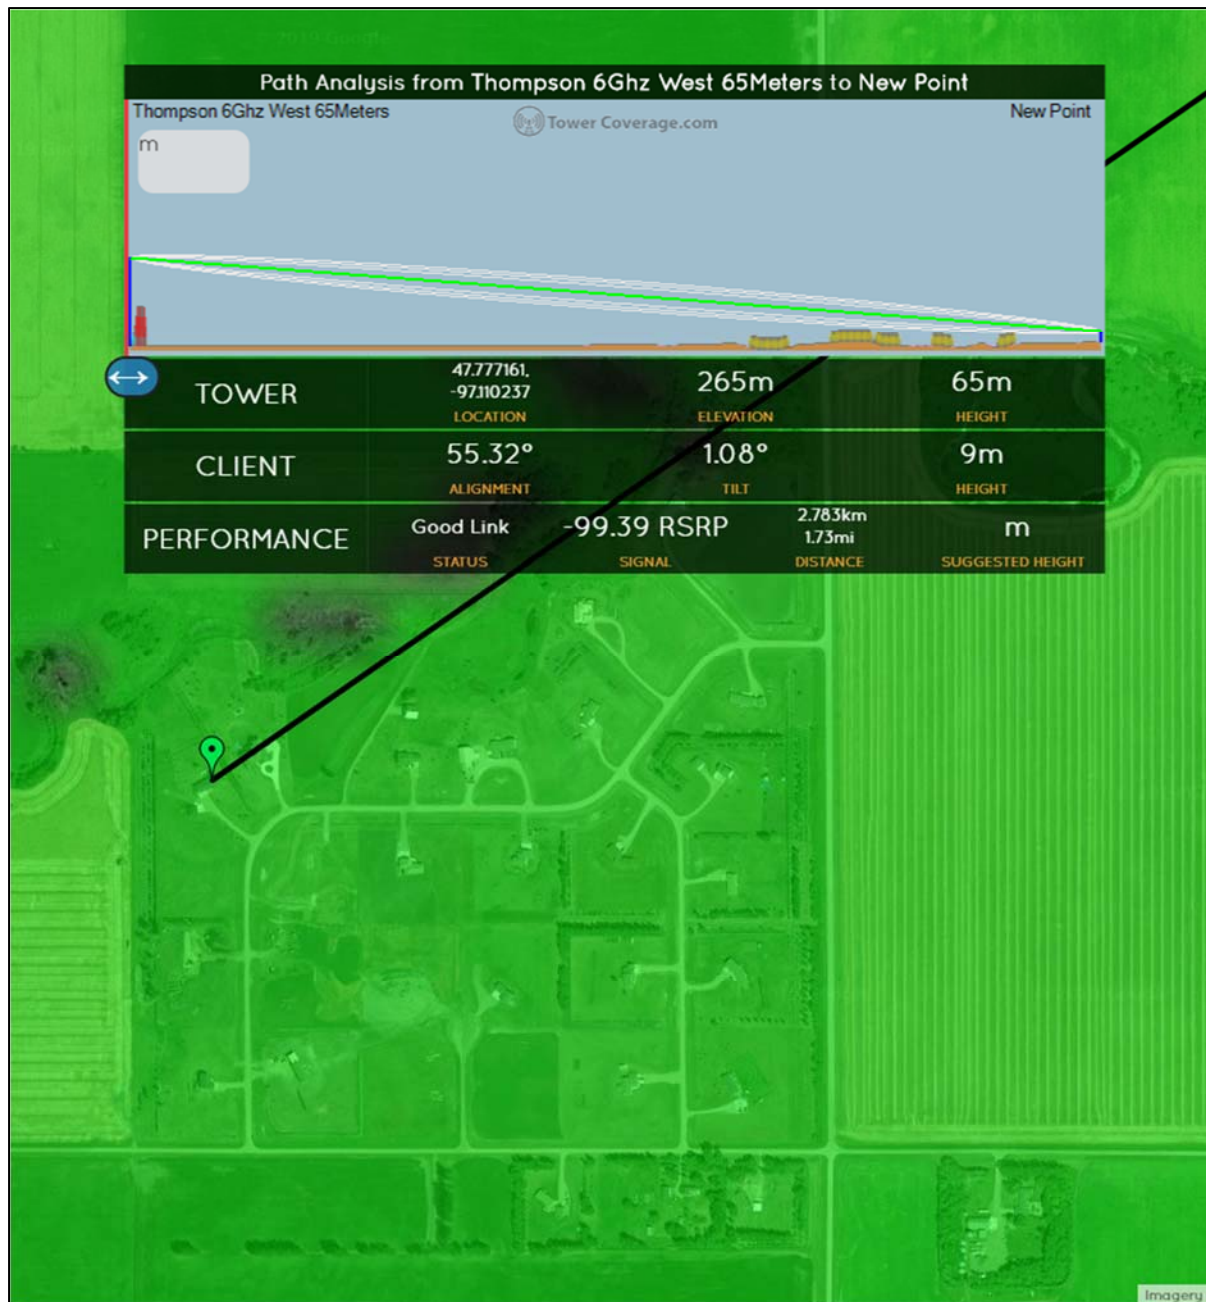 © 2019 Google
Path Analysis from Thompson 6Ghz West 65Meters to New Point
Thompson 6Ghz West 65Meters
Tower Coverage.com
New Point
m
TOWER
47.777161,
-97.110237
LOCATION
265m
ELEVATION
65m
HEIGHT
CLIENT
55.32°
ALIGNMENT
1.08°
TILT
9m
HEIGHT
PERFORMANCE
Good Link
STATUS
-99.39 RSRP
SIGNAL
2.783km
1.73mi
DISTANCE
m
SUGGESTED HEIGHT
Imagery